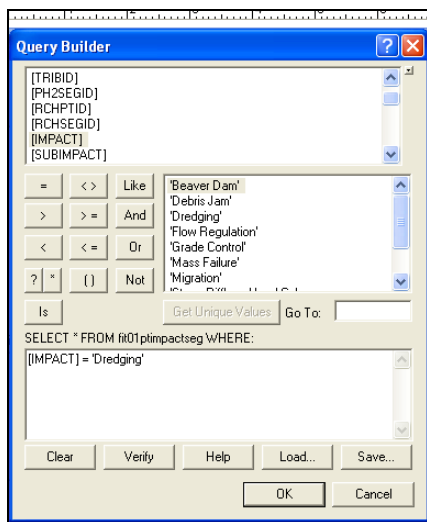 Query Builder
[TRIBID]
[PH2SEGID]
[RCHPTID]
[RCHSEGID]
[IMPACT]
[SUBIMPACT]
= <> Like
> >= And
< <= Or
? * () Not
Is
'Beaver Dam'
'Debris Jam'
'Dredging'
'Flow Regulation'
'Grade Control'
'Mass Failure'
'Migration'
Get Unique Values Go To:
SELECT * FROM fit01ptimpactseg WHERE:
[IMPACT] = 'Dredging'
Clear Verify Help Load... Save...
OK Cancel